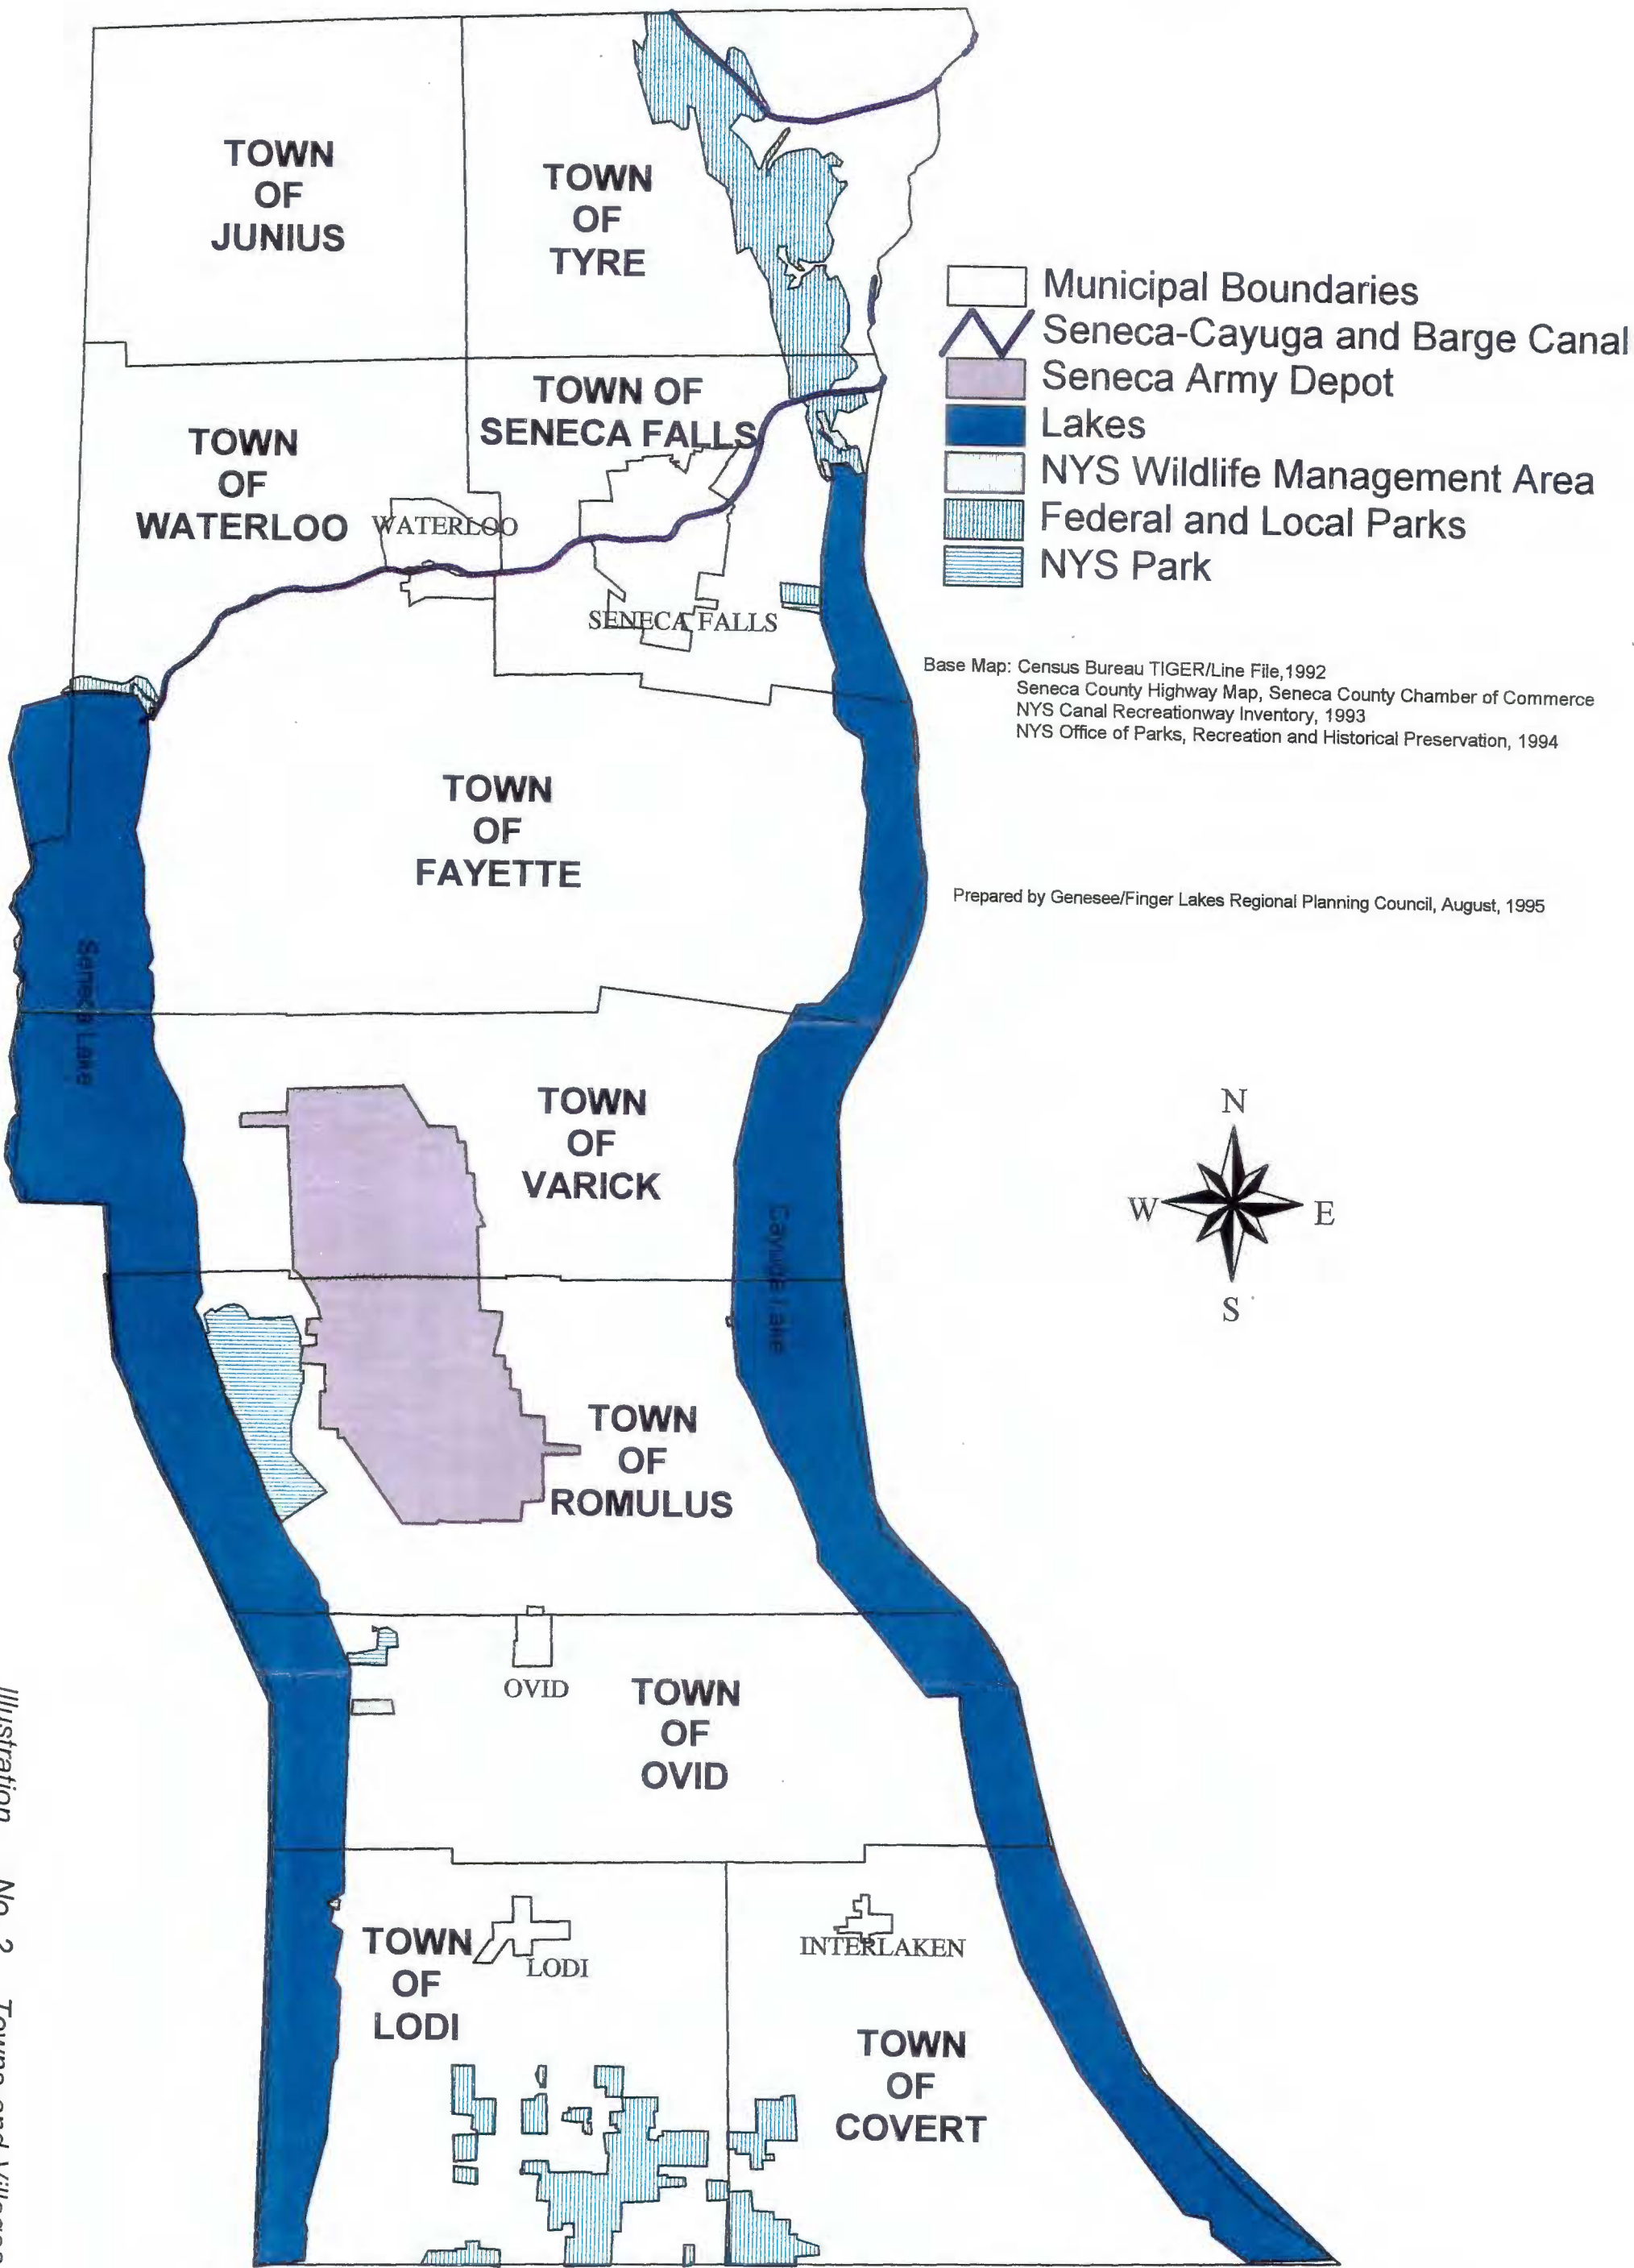 TOWN
OF
JUNIUS
TOWN
OF
TYRE
Municipal Boundaries
Seneca-Cayuga and Barge Canal
Seneca Army Depot
Lakes
NYS Wildlife Management Area
Federal and Local Parks
NYS Park
TOWN OF
SENECA FALLS
TOWN
OF
WATERLOO
WATERLOO
SENECA FALLS
Base Map: Census Bureau TIGER/Line File,1992
Seneca County Highway Map, Seneca County Chamber of Commerce
NYS Canal Recreationway Inventory, 1993
NYS Office of Parks, Recreation and Historical Preservation, 1994
TOWN
OF
FAYETTE
Prepared by Genesee/Finger Lakes Regional Planning Council, August, 1995
Seneca Lake
TOWN
OF
VARICK
Cayuga Lake
N
W E
S
TOWN
OF
ROMULUS
OVID
TOWN
OF
OVID
TOWN
OF
LODI
LODI
INTERLAKEN
TOWN
OF
COVERT
Illustration No. 2 Towns and Villages